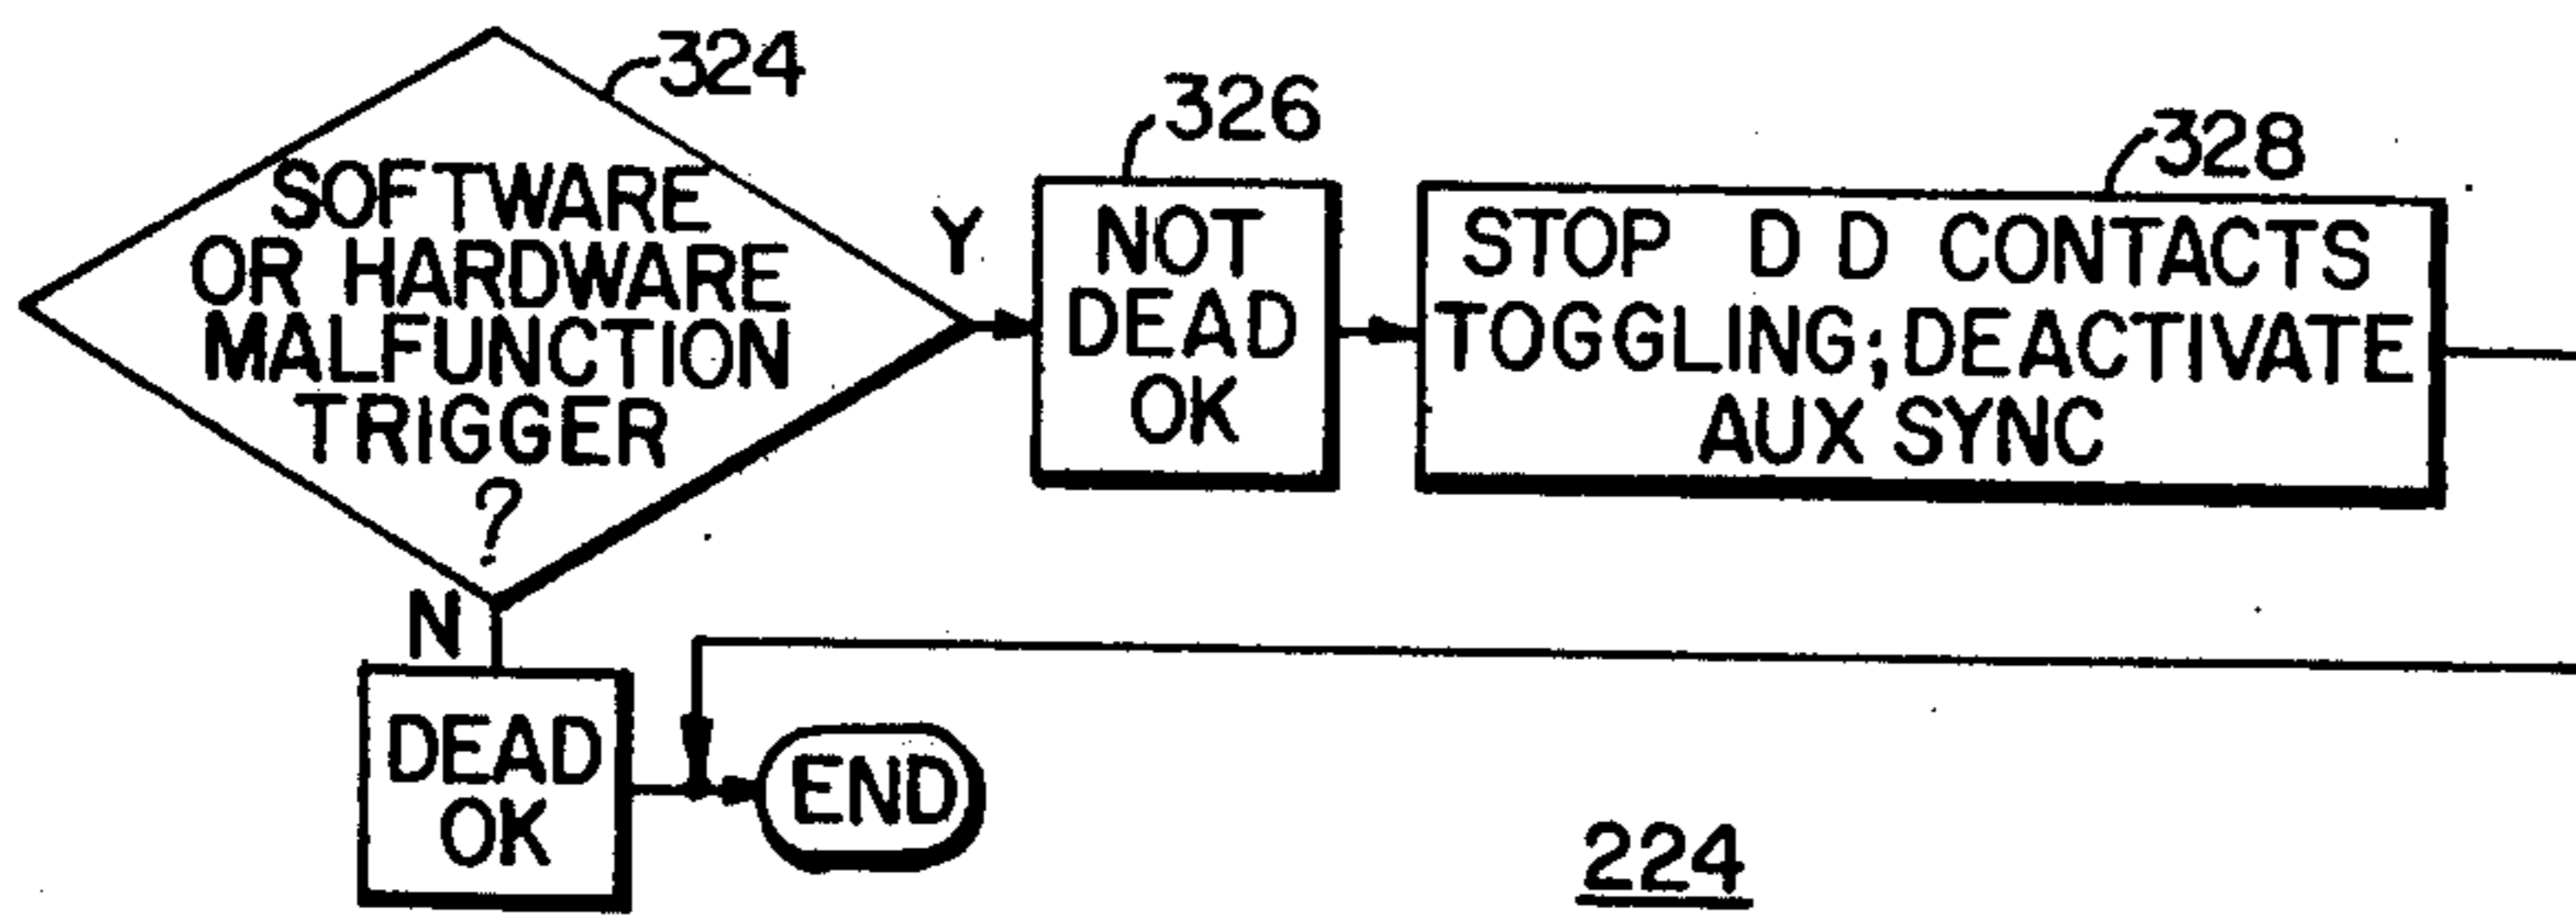 324
SOFTWARE
OR HARDWARE
MALFUNCTION
TRIGGER
?
Y
326
NOT
DEAD
OK
328
STOP D D CONTACTS
TOGGLING; DEACTIVATE
AUX SYNC
N
DEAD
OK
END
224